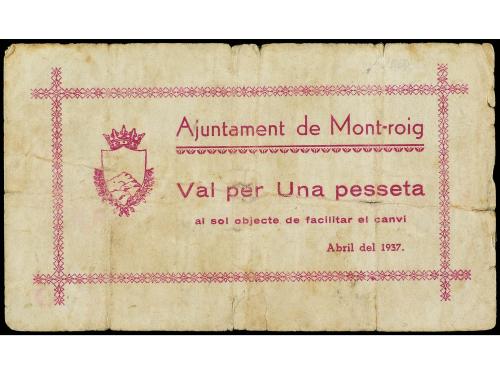 Ajuntament de Mont-roig
Val per Una pesseta
al sol objecte de facilitar el canvi
Abril del 1937.